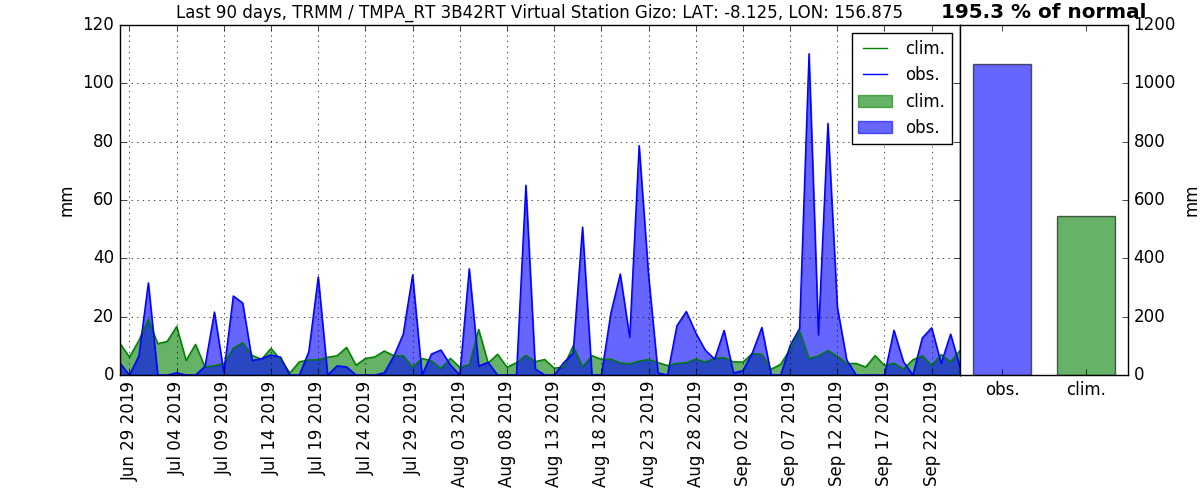 Last 90 days, TRMM / TMPA_RT 3B42RT Virtual Station Gizo: LAT: -8.125, LON: 156.875
195.3 % of normal
120
100
80
60
40
20
0
mm
clim.
obs.
clim.
obs.
1200
1000
800
600
400
200
0
mm
obs.
clim.
Jun 29 2019
Jul 04 2019
Jul 09 2019
Jul 14 2019
Jul 19 2019
Jul 24 2019
Jul 29 2019
Aug 03 2019
Aug 08 2019
Aug 13 2019
Aug 18 2019
Aug 23 2019
Aug 28 2019
Sep 02 2019
Sep 07 2019
Sep 12 2019
Sep 17 2019
Sep 22 2019